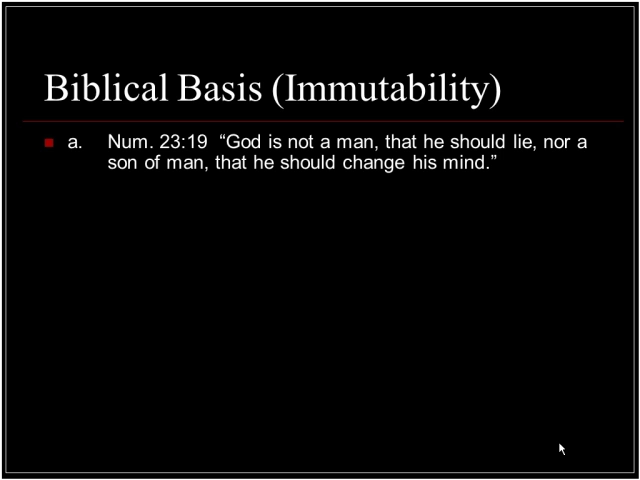 Biblical Basis (Immutability)
a. Num. 23:19 “God is not a man, that he should lie, nor a
son of man, that he should change his mind.”